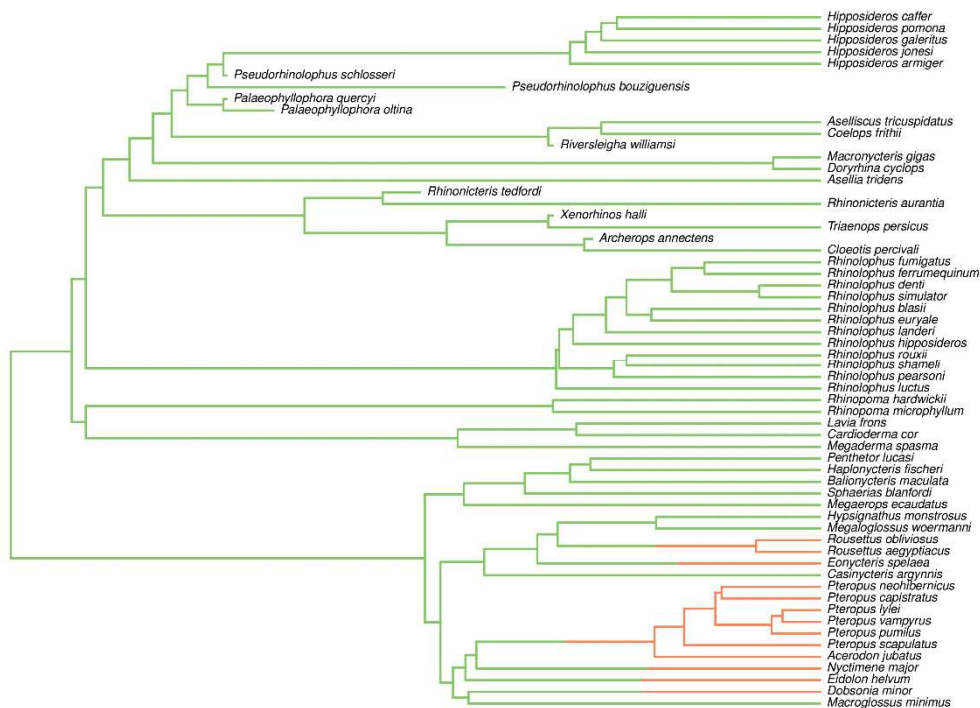 Hipposideros caffer
Hipposideros pomona
Hipposideros galeritus
Hipposideros jonesi
Hipposideros armiger
Pseudorhinolophus schlosseri
Pseudorhinolophus bouziguensis
Palaeophyllophora quercyi
Palaeophyllophora oltina
Aselliscus tricuspidatus
Coelops frithii
Riversleigha williamsi
Macronycteris gigas
Doryrhina cyclops
Asellia tridens
Rhinonicteris tedfordi
Rhinonicteris aurantia
Xenorhinos halli
Triaenops persicus
Archerops annectens
Cloeotis percivali
Rhinolophus fumigatus
Rhinolophus ferrumequinum
Rhinolophus denti
Rhinolophus simulator
Rhinolophus blasii
Rhinolophus euryale
Rhinolophus landeri
Rhinolophus hipposideros
Rhinolophus rouxii
Rhinolophus shameli
Rhinolophus pearsoni
Rhinolophus luctus
Rhinopoma hardwickii
Rhinopoma microphyllum
Lavia frons
Cardioderma cor
Megaderma spasma
Penthetor lucasi
Haplonycteris fischeri
Balionycteris maculata
Sphaerias blanfordi
Megaerops ecaudatus
Hypsignathus monstrosus
Megaloglossus woermanni
Rousettus obliviosus
Rousettus aegyptiacus
Eonycteris spelaea
Casinycteris argynnis
Pteropus neohibernicus
Pteropus capistratus
Pteropus lylei
Pteropus vampyrus
Pteropus pumilus
Pteropus scapulatus
Acerodon jubatus
Nyctimene major
Eidolon helvum
Dobsonia minor
Macroglossus minimus